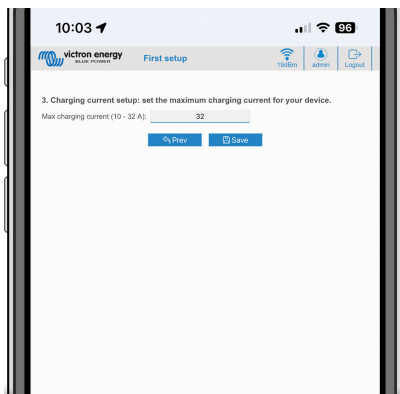 10:03
96
victron energy
BLUE POWER
First setup
19dBm
admin
Logout
3. Charging current setup: set the maximum charging current for your device.
Max charging current (10 - 32 A): 32
Prev
Save